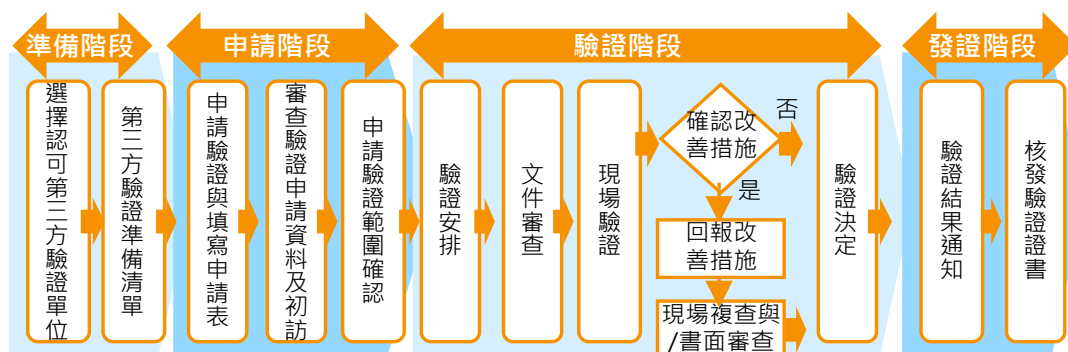 準備階段
申請階段
驗證階段
發證階段
選擇認可第三方驗證單位
第三方驗證準備清單
申請驗證與填寫申請表
審查驗證申請資料及初訪
申請驗證範圍確認
驗證安排
文件審查
現場驗證
確認改
善措施
否
是
回報改
善措施
現場複查與
/書面審查
驗證決定
驗證結果通知
核發驗證證書